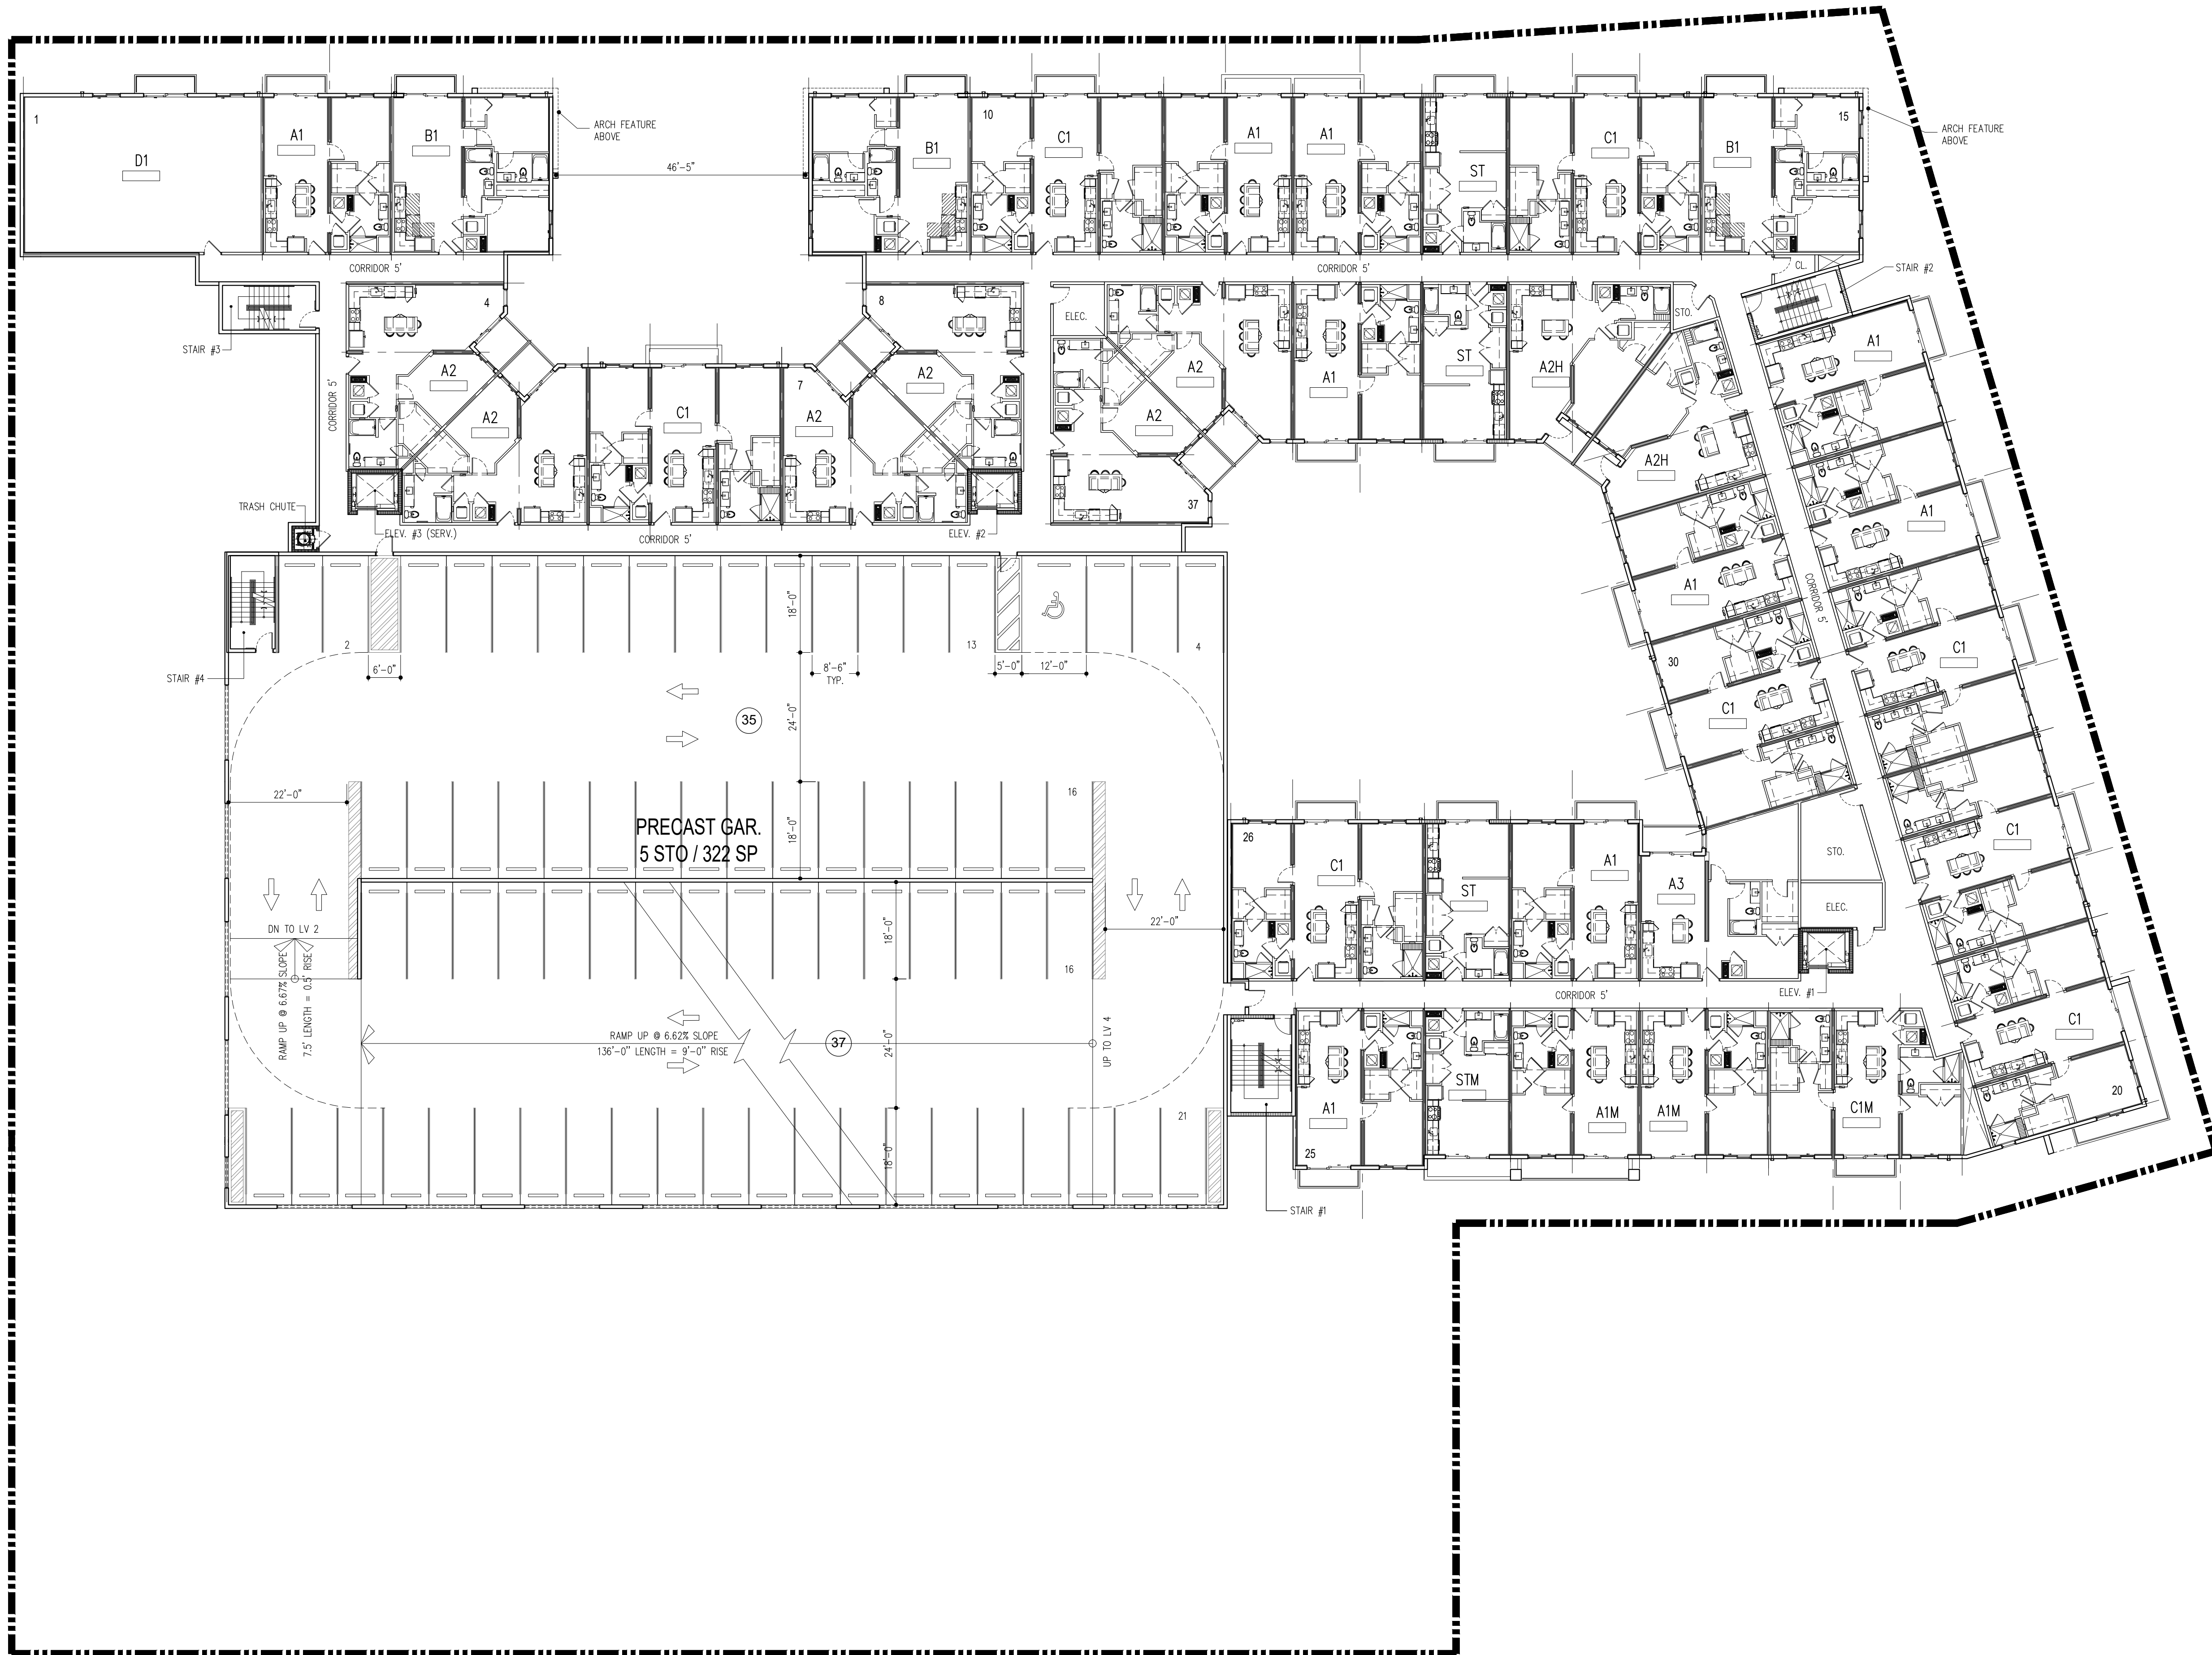 1
D1
A1
B1
ARCH FEATURE
ABOVE
46'-5"
B1
10
C1
A1
A1
ST
C1
B1
15
ARCH FEATURE
ABOVE
CORRIDOR 5'
CORRIDOR 5'
CL.
STAIR #2
STAIR #3
4
8
ELEC.
STO.
CORRIDOR 5'
A2
A2
C1
7
A2
A2
A2
A2
A1
ST
A2H
A2H
A1
37
TRASH CHUTE
ELEV. #3 (SERV.)
CORRIDOR 5'
ELEV. #2
A1
A1
CORRIDOR 5'
30
C1
C1
STAIR #4
2
6'-0"
18'-0"
8'-6"
TYP.
13
5'-0"
12'-0"
4
35
24'-0"
22'-0"
16
PRECAST GAR.
5 STO / 322 SP
18'-0"
DN TO LV 2
RAMP UP @ 6.67% SLOPE
7.5' LENGTH = 0.5' RISE
18'-0"
16
22'-0"
RAMP UP @ 6.62% SLOPE
136'-0" LENGTH = 9'-0" RISE
37
24'-0"
UP TO LV 4
21
18'-0"
26
C1
ST
A1
A3
STO.
ELEC.
C1
CORRIDOR 5'
ELEV. #1
A1
25
STM
A1M
A1M
C1M
C1
20
STAIR #1